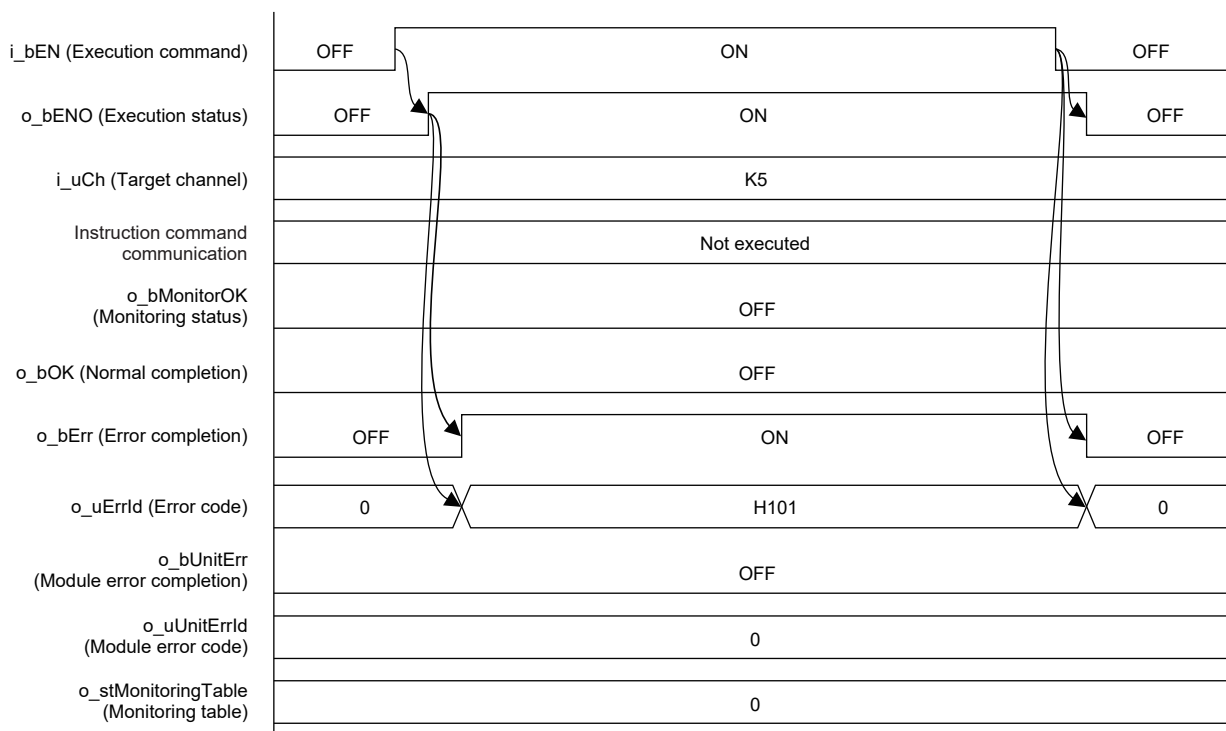 i_bEN (Execution command) OFF ON OFF
o_bENO (Execution status) OFF ON OFF
i_uCh (Target channel) K5
Instruction command
communication
Not executed
o_bMonitorOK
(Monitoring status)
OFF
o_bOK (Normal completion) OFF
o_bErr (Error completion) OFF ON OFF
o_uErrId (Error code) 0 H101 0
o_bUnitErr
(Module error completion)
OFF
o_uUnitErrId
(Module error code)
0
o_stMonitoringTable
(Monitoring table)
0